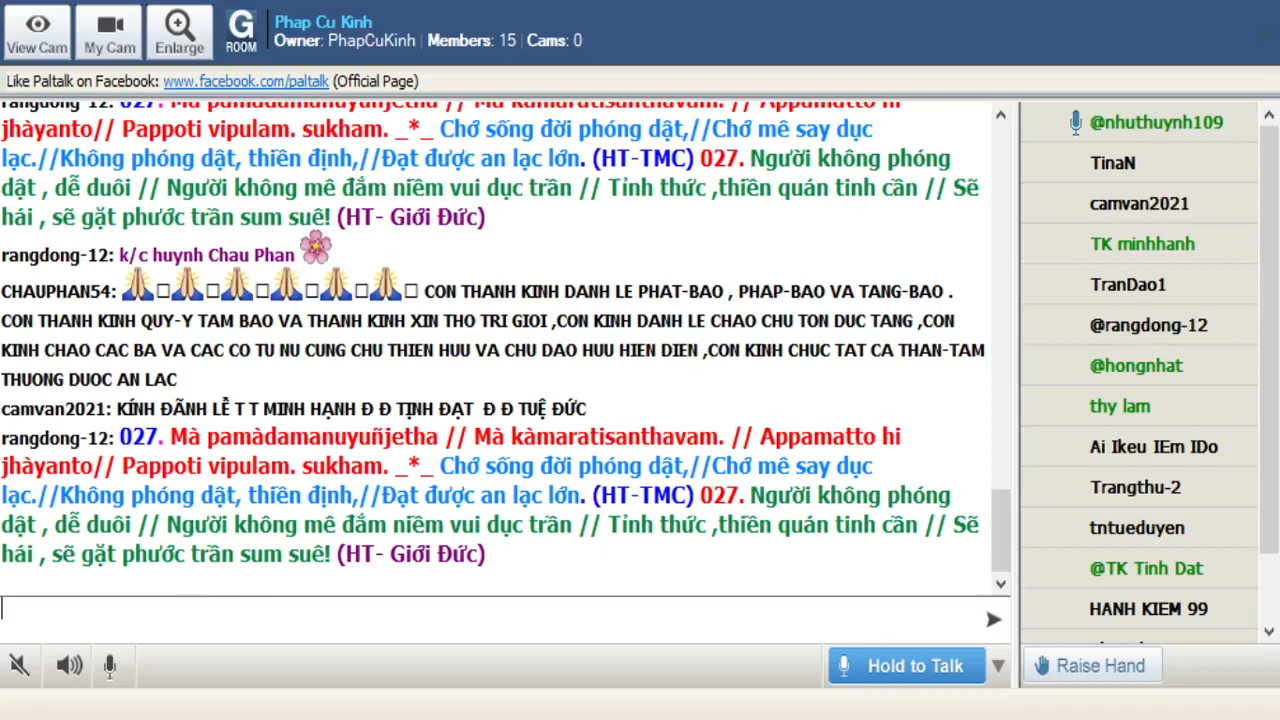 View Cam
My Cam
Enlarge
G
ROOM
Phap Cu Kinh
Owner: PhapCuKinh | Members: 15 | Cams: 0
Like Paltalk on Facebook: www.facebook.com/paltalk (Official Page)
rangdong-12: 027. Mà pamàdamanuyuñjetha // Mà kàmaratisanthavam. // Appamatto hi
jhàyanto// Pappoti vipulam. sukham. _*_ Chớ sống đời phóng dật,//Chớ mê say dục
lạc.//Không phóng dật, thiền định,//Đạt được an lạc lớn. (HT-TMC) 027. Người không phóng
dật , dễ duôi // Người không mê đắm niềm vui dục trần // Tỉnh thức ,thiền quán tinh cần // Sẽ
hái , sẽ gặt phước trần sum suê! (HT- Giới Đức)
rangdong-12: k/c huynh Chau Phan
CHAUPHAN54: CON THANH KINH DANH LE PHAT-BAO , PHAP-BAO VA TANG-BAO .
CON THANH KINH QUY-Y TAM BAO VA THANH KINH XIN THO TRI GIOI ,CON KINH DANH LE CHAO CHU TON DUC TANG ,CON
KINH CHAO CAC BA VA CAC CO TU NU CUNG CHU THIEN HUU VA CHU DAO HUU HIEN DIEN ,CON KINH CHUC TAT CA THAN-TAM
THUONG DUOC AN LAC
camvan2021: KÍNH ĐÃNH LỄ T T MINH HẠNH Đ Đ TỊNH ĐẠT Đ Đ TUỆ ĐỨC
rangdong-12: 027. Mà pamàdamanuyuñjetha // Mà kàmaratisanthavam. // Appamatto hi
jhàyanto// Pappoti vipulam. sukham. _*_ Chớ sống đời phóng dật,//Chớ mê say dục
lạc.//Không phóng dật, thiền định,//Đạt được an lạc lớn. (HT-TMC) 027. Người không phóng
dật , dễ duôi // Người không mê đắm niềm vui dục trần // Tỉnh thức ,thiền quán tinh cần // Sẽ
hái , sẽ gặt phước trần sum suê! (HT- Giới Đức)
@nhuthuynh109
TinaN
camvan2021
TK minhhanh
TranDao1
@rangdong-12
@hongnhat
thy lam
Ai Ikeu IEm IDo
Trangthu-2
tntueduyen
@TK Tinh Dat
HANH KIEM 99
Hold to Talk
Raise Hand